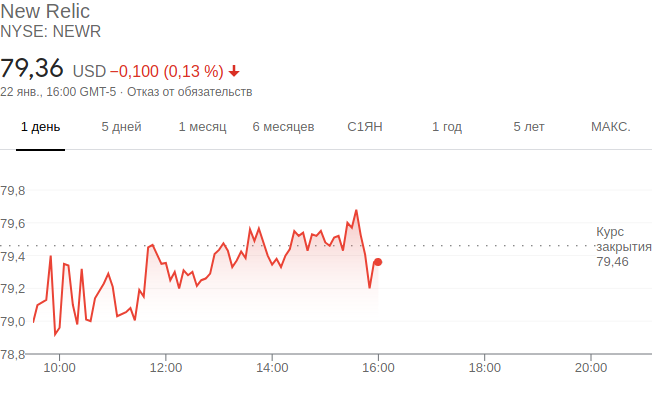 New Relic
NYSE: NEWR
79,36 USD −0,100 (0,13 %)
22 янв., 16:00 GMT-5 · Отказ от обязательств
1 день 5 дней 1 месяц 6 месяцев С1ЯН 1 год 5 лет МАКС.
79,8
79,6
Курс
закрытия
79,46
79,4
79,2
79,0
78,8
10:00 12:00 14:00 16:00 18:00 20:00